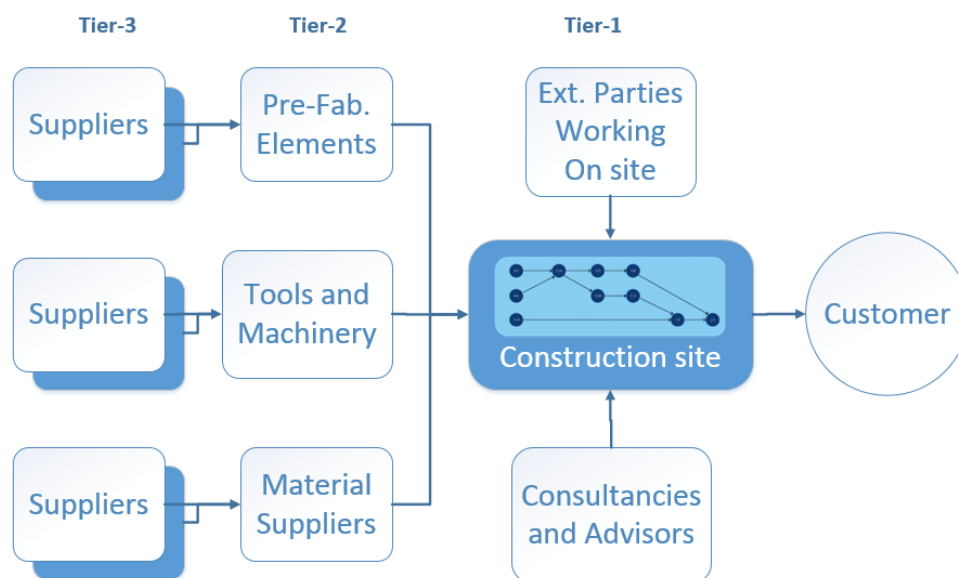 Tier-3
Tier-2
Tier-1
Suppliers
Pre-Fab.
Elements
Ext. Parties
Working
On site
Suppliers
Tools and
Machinery
Construction site
Customer
Suppliers
Material
Suppliers
Consultancies
and Advisors